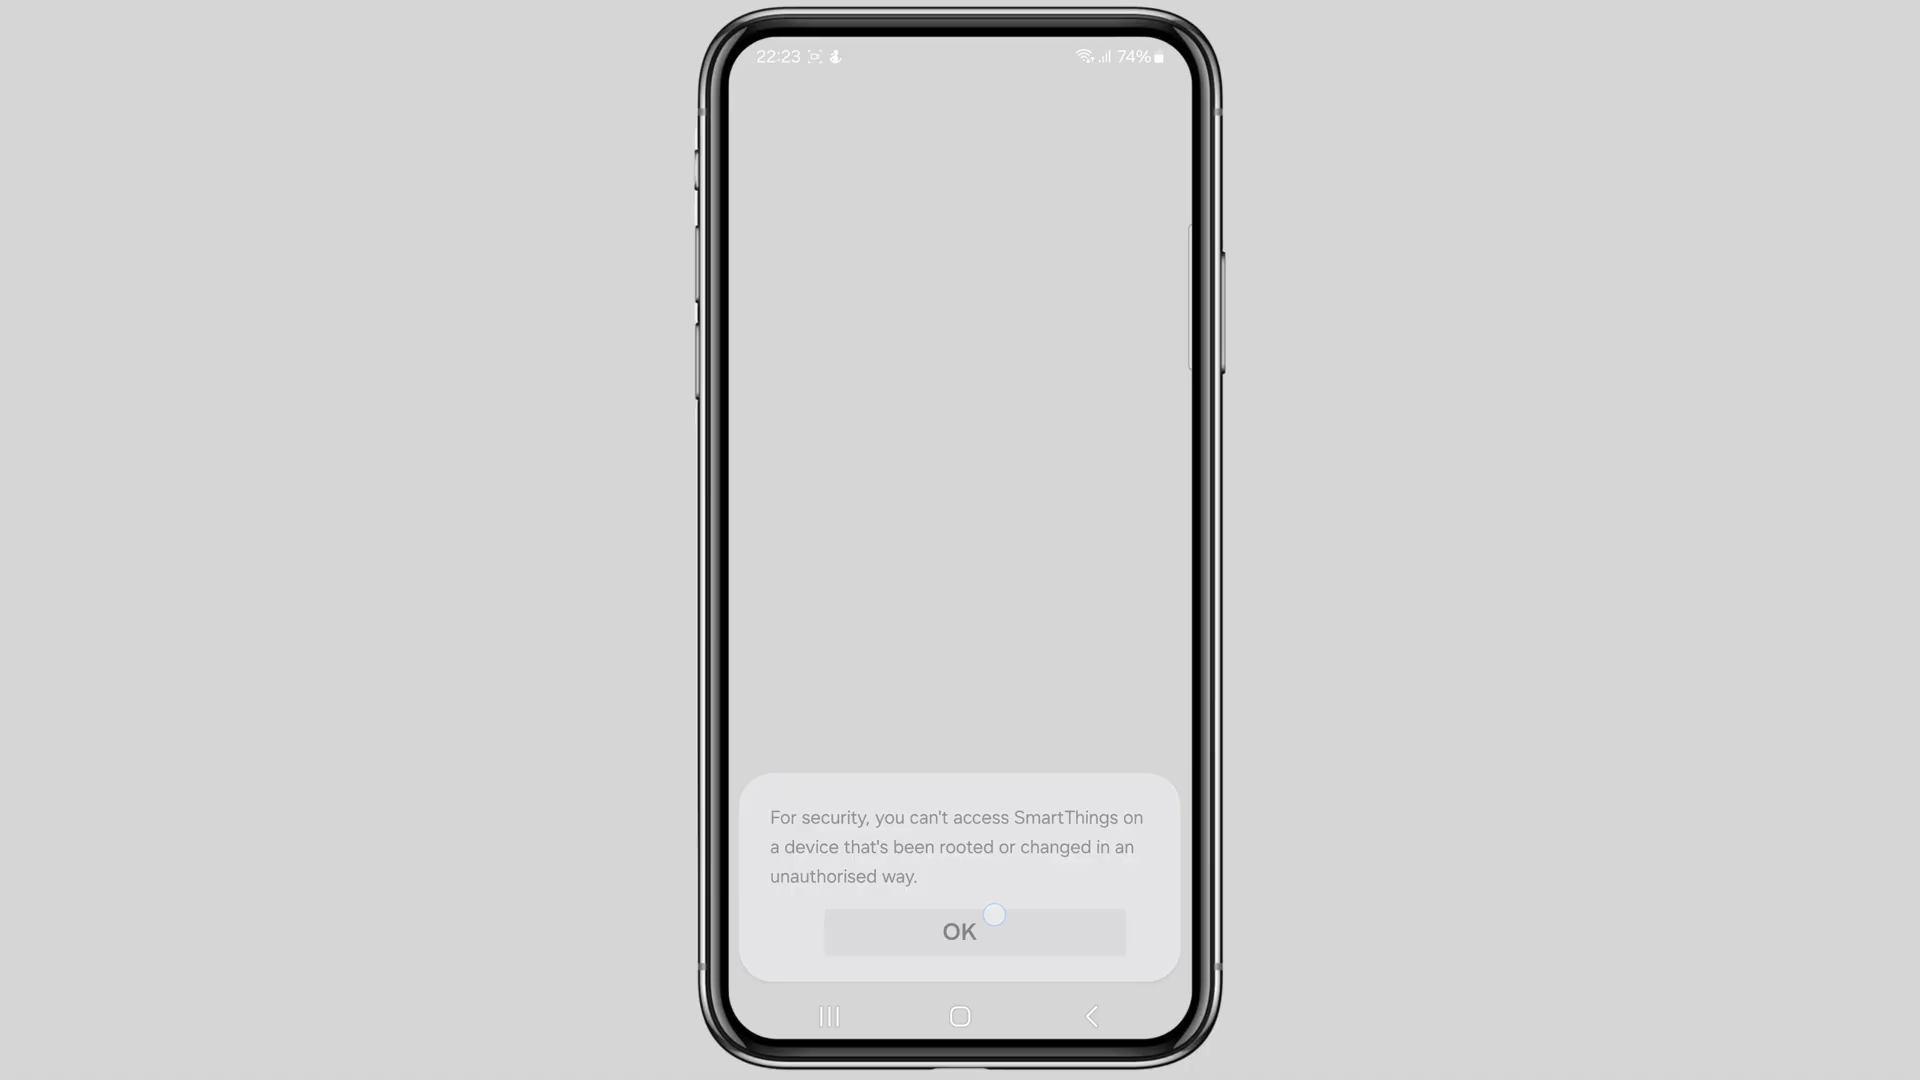 22:23
74%
For security, you can't access SmartThings on
a device that's been rooted or changed in an
unauthorised way.
OK